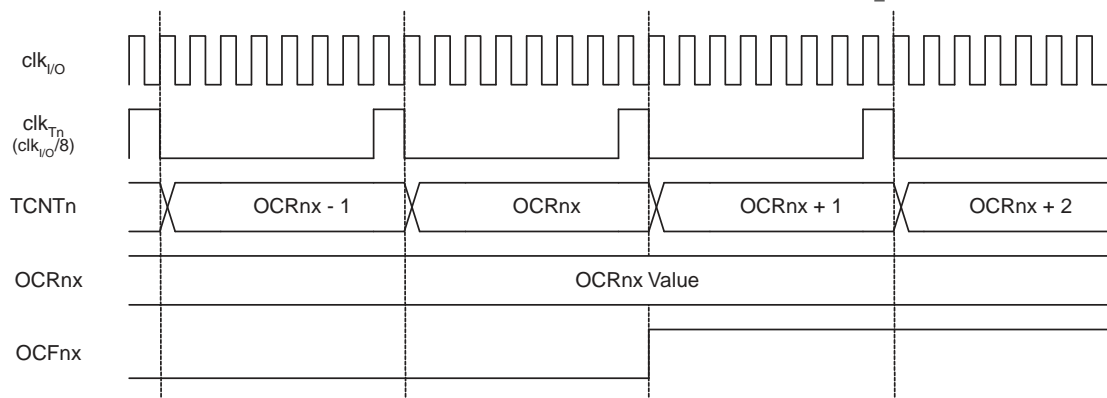 clkI/O
clkTn
(clkI/O/8)
TCNTn
OCRnx - 1
OCRnx
OCRnx + 1
OCRnx + 2
OCRnx
OCRnx Value
OCFnx